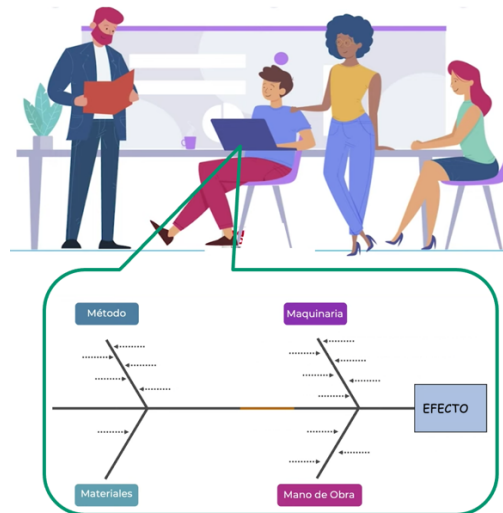 Método
Maquinaria
EFECTO
Materiales
Mano de Obra